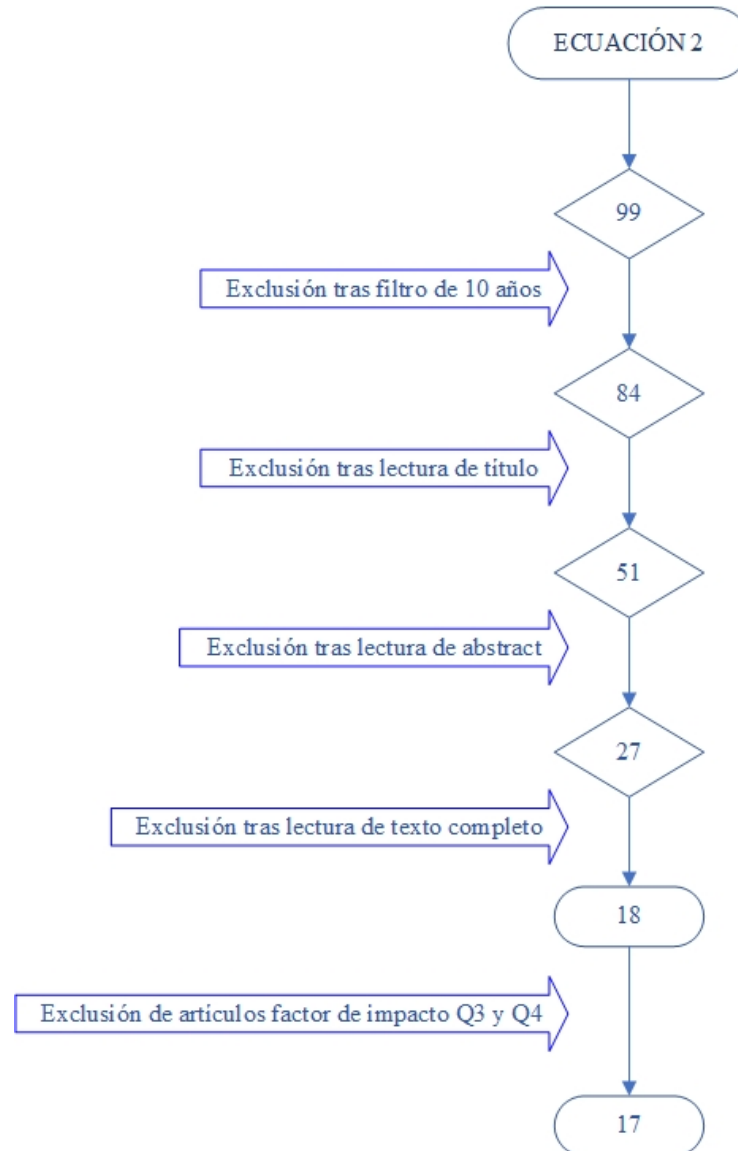 ECUACIÓN 2
99
Exclusión tras filtro de 10 años
84
Exclusión tras lectura de título
51
Exclusión tras lectura de abstract
27
Exclusión tras lectura de texto completo
18
Exclusión de artículos factor de impacto Q3 y Q4
17